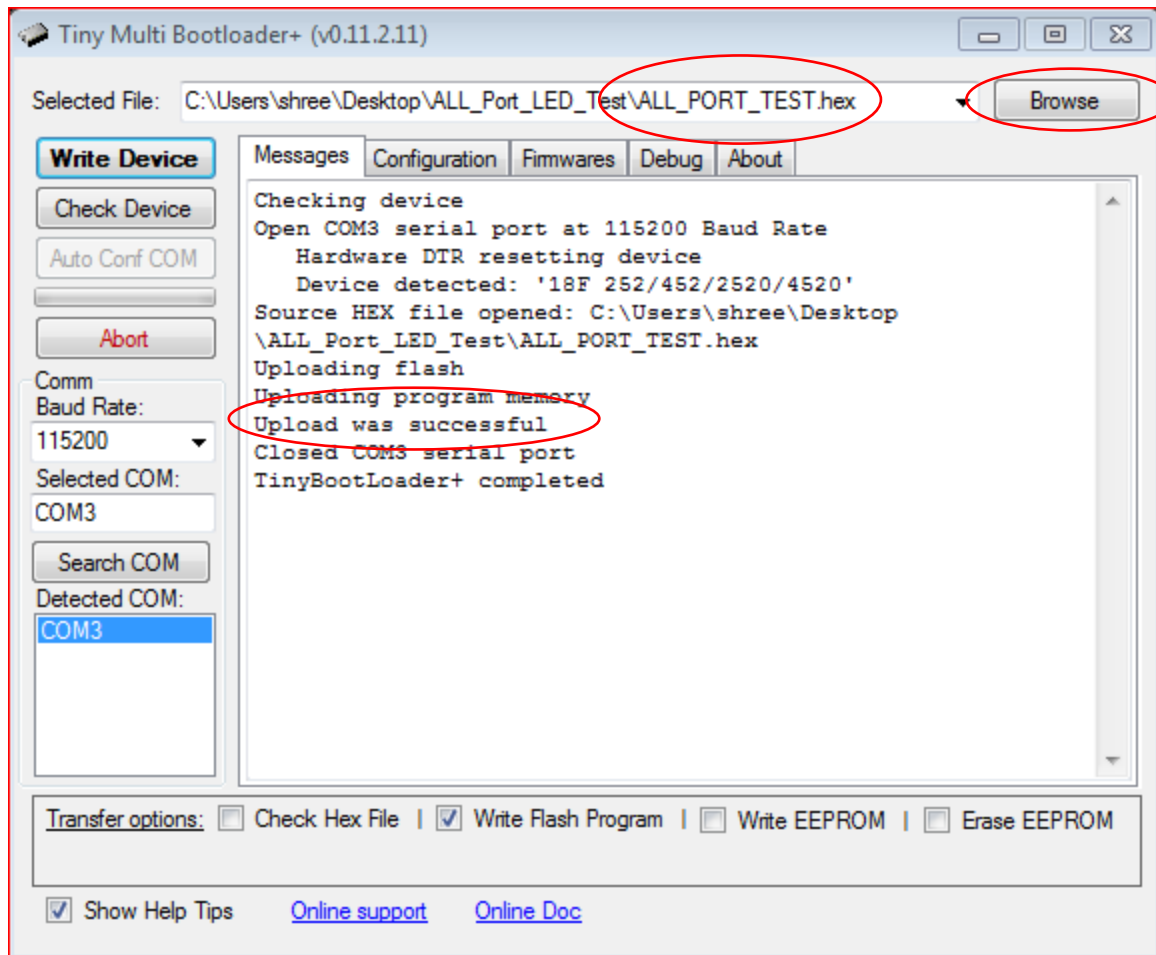 Tiny Multi Bootloader+ (v0.11.2.11)
Selected File: C:\Users\shree\Desktop\ALL_Port_LED_Test\ALL_PORT_TEST.hex Browse
Write Device
Check Device
Auto Conf COM
Abort
Comm
Baud Rate:
115200
Selected COM:
COM3
Search COM
Detected COM:
COM3
Messages Configuration Firmwares Debug About
Checking device
Open COM3 serial port at 115200 Baud Rate
Hardware DTR resetting device
Device detected: '18F 252/452/2520/4520'
Source HEX file opened: C:\Users\shree\Desktop
\ALL_Port_LED_Test\ALL_PORT_TEST.hex
Uploading flash
Uploading program memory
Upload was successful
Closed COM3 serial port
TinyBootLoader+ completed
Transfer options: Check Hex File | Write Flash Program | Write EEPROM | Erase EEPROM
Show Help Tips Online support Online Doc